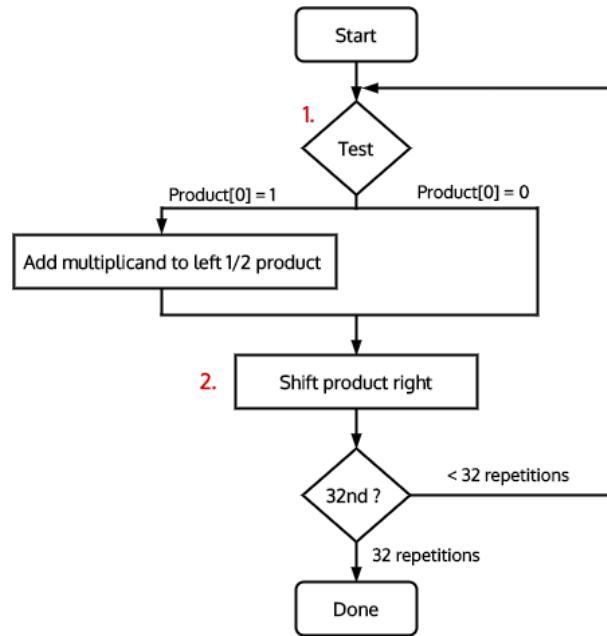 Start
1.
Test
Product[0] = 1
Product[0] = 0
Add multiplicand to left 1/2 product
2.
Shift product right
32nd ?
< 32 repetitions
32 repetitions
Done